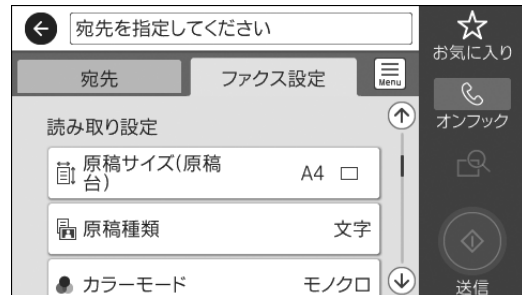 宛先を指定してください
お気に入り
宛先
ファクス設定
Menu
オンフック
読み取り設定
原稿サイズ(原稿
台)
A4
原稿種類
文字
カラーモード
モノクロ
送信